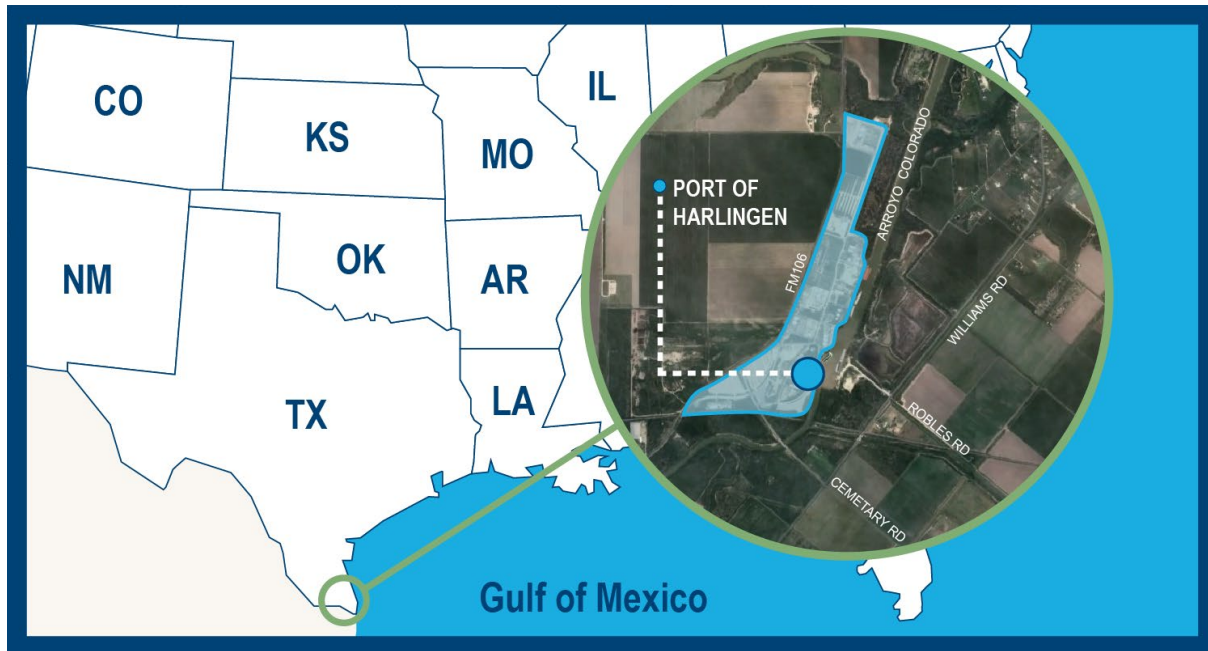 CO
KS
MO
IL
NM
OK
AR
TX
LA
Gulf of Mexico
PORT OF
HARLINGEN
FM106
ARROYO COLORADO
WILLIAMS RD
ROBLES RD
CEMETARY RD